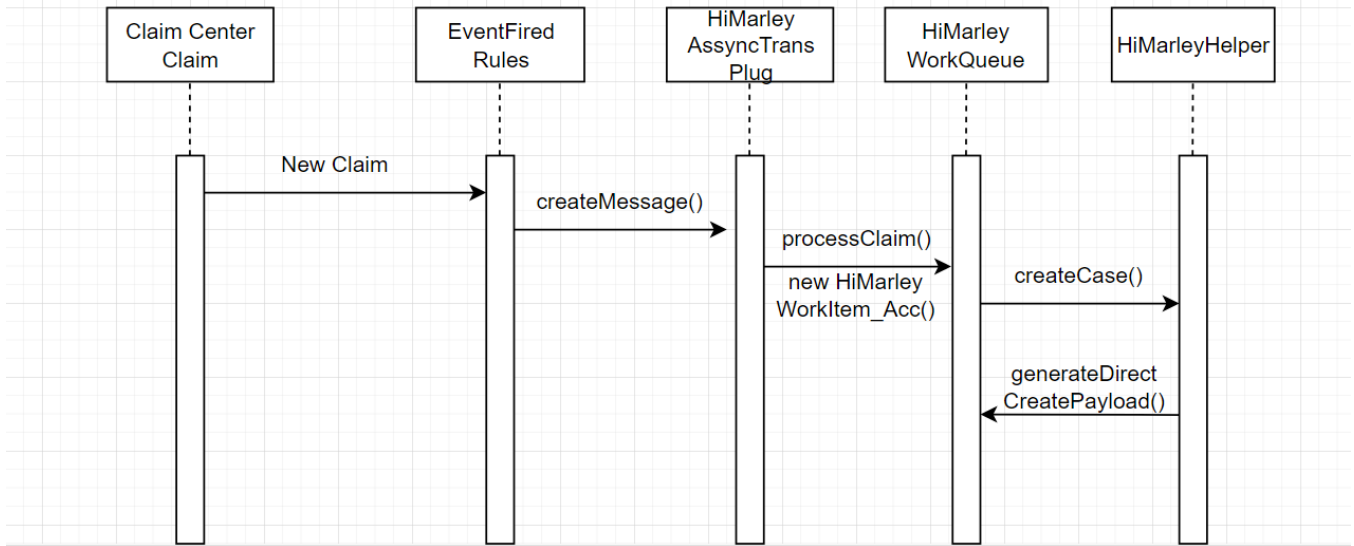 Claim Center
Claim
EventFired
Rules
HiMarley
AssyncTrans
Plug
HiMarley
WorkQueue
HiMarleyHelper
New Claim
createMessage()
processClaim()
new HiMarley
WorkItem_Acc()
createCase()
generateDirect
CreatePayload()